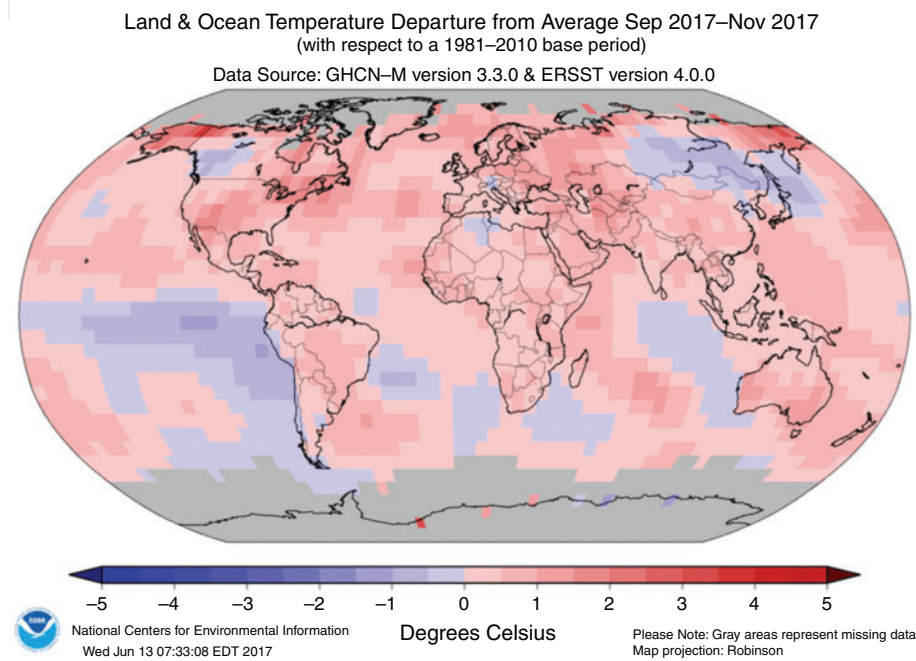 Land & Ocean Temperature Departure from Average Sep 2017–Nov 2017
(with respect to a 1981–2010 base period)
Data Source: GHCN–M version 3.3.0 & ERSST version 4.0.0
–5 –4 –3 –2 –1 0 1 2 3 4 5
Degrees Celsius
noaa
National Centers for Environmental Information
Wed Jun 13 07:33:08 EDT 2017
Please Note: Gray areas represent missing data
Map projection: Robinson